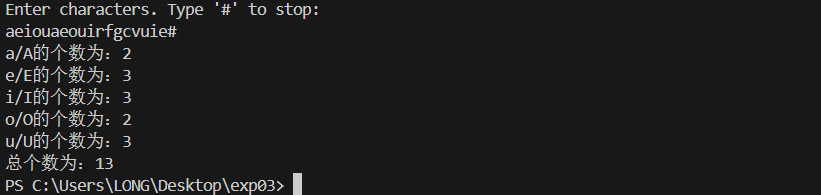 Enter characters. Type '#' to stop:
aeiouaeouirfgcvuie#
a/A的个数为：2
e/E的个数为：3
i/I的个数为：3
o/O的个数为：2
u/U的个数为：3
总个数为：13
PS C:\Users\LONG\Desktop\exp03>